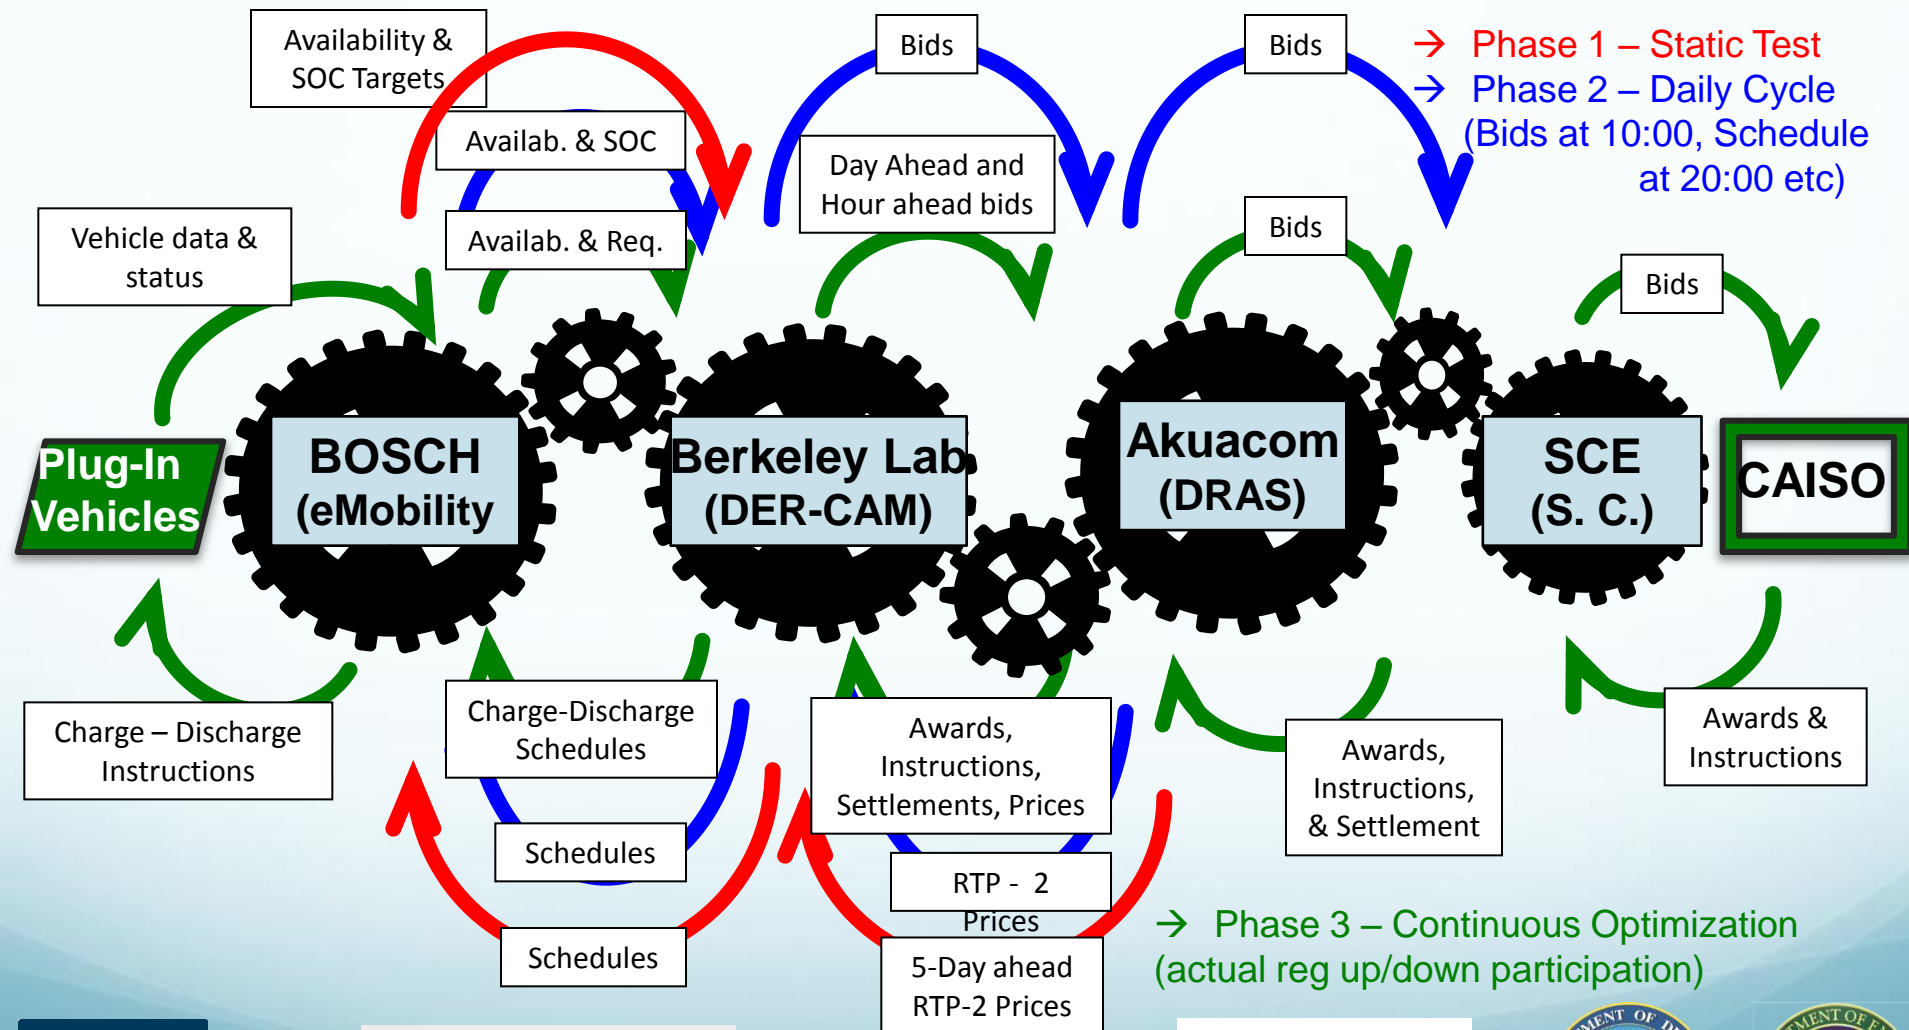 Availability &
SOC Targets
Bids
Bids
→ Phase 1 – Static Test
→ Phase 2 – Daily Cycle
(Bids at 10:00, Schedule
at 20:00 etc)
Availab. & SOC
Day Ahead and
Hour ahead bids
Vehicle data &
status
Availab. & Req.
Bids
Bids
Plug-In
Vehicles
BOSCH
(eMobility
Berkeley Lab
(DER-CAM)
Akuacom
(DRAS)
SCE
(S. C.)
CAISO
Charge – Discharge
Instructions
Charge-Discharge
Schedules
Awards,
Instructions,
Settlements, Prices
Awards,
Instructions,
& Settlement
Awards &
Instructions
Schedules
RTP - 2
Prices
Schedules
5-Day ahead
RTP-2 Prices
→ Phase 3 – Continuous Optimization
(actual reg up/down participation)